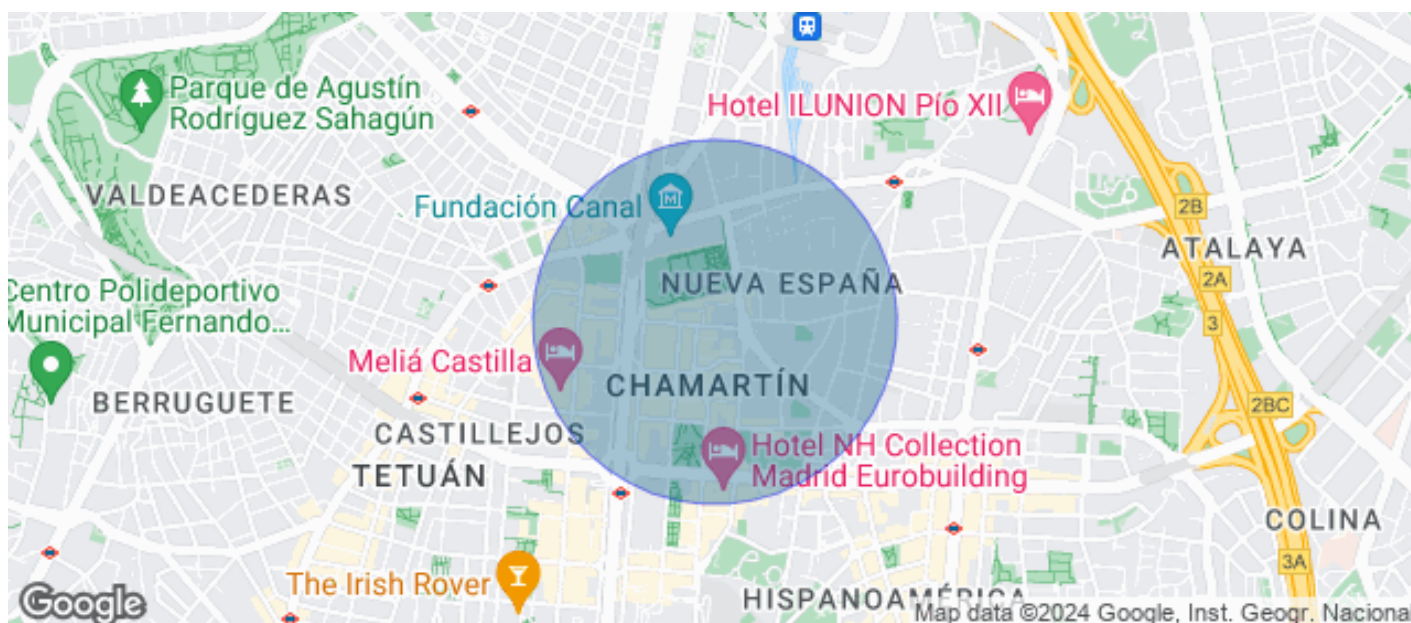 Parque de Agustín
Rodríguez Sahagún
Hotel ILUNION Pío XII
VALDEACEDERAS
Fundación Canal
M
2B
ATALAYA
NUEVA ESPAÑA
2A
Centro Polideportivo
Municipal Fernando...
3
Meliá Castilla
CHAMARTÍN
BERRUGUETE
2BC
CASTILLEJOS
Hotel NH Collection
Madrid Eurobuilding
TETUÁN
COLINA
3A
The Irish Rover
HISPANOAMÉRICA
Google
Map data ©2024 Google, Inst. Geogr. Nacional